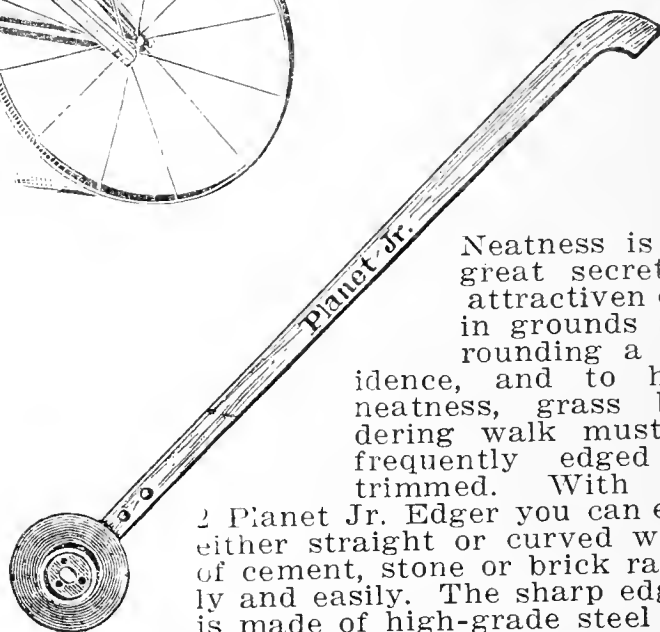 Planet Jr.
Neatness is
great secret
attractiven
in grounds
rounding a
idence, and to h
neatness, grass
dering walk must
frequently edged
trimmed. With
2 Planet Jr. Edger you can e
either straight or curved w
of cement, stone or brick ra
ly and easily. The sharp edg
is made of high-grade steel